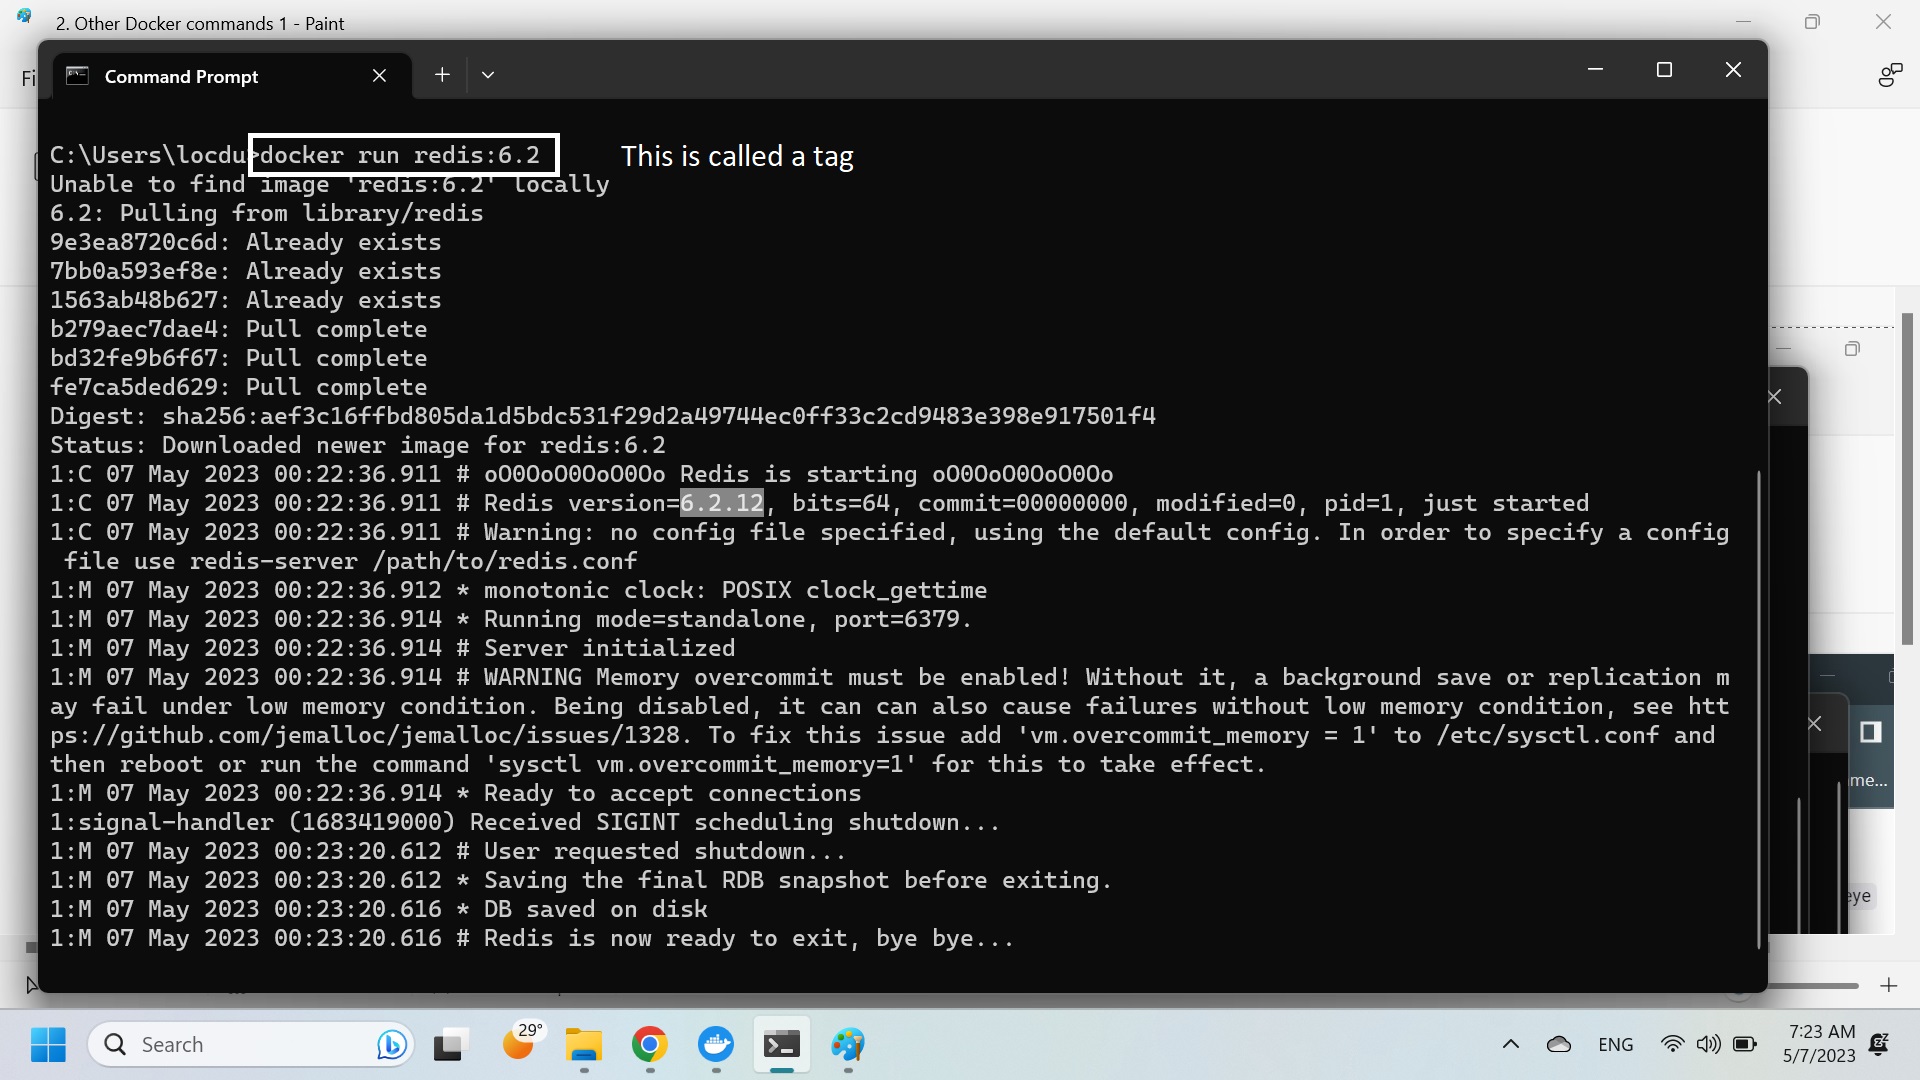 2. Other Docker commands 1 - Paint
Fi
Command Prompt
C:\Users\locdu>docker run redis:6.2
This is called a tag
Unable to find image 'redis:6.2' locally
6.2: Pulling from library/redis
9e3ea8720c6d: Already exists
7bb0a593ef8e: Already exists
1563ab48b627: Already exists
b279aec7dae4: Pull complete
bd32fe9b6f67: Pull complete
fe7ca5ded629: Pull complete
Digest: sha256:aef3c16ffbd805da1d5bdc531f29d2a49744ec0ff33c2cd9483e398e917501f4
Status: Downloaded newer image for redis:6.2
1:C 07 May 2023 00:22:36.911 # oO0OoO0OoO0Oo Redis is starting oO0OoO0OoO0Oo
1:C 07 May 2023 00:22:36.911 # Redis version=6.2.12, bits=64, commit=00000000, modified=0, pid=1, just started
1:C 07 May 2023 00:22:36.911 # Warning: no config file specified, using the default config. In order to specify a config
file use redis-server /path/to/redis.conf
1:M 07 May 2023 00:22:36.912 * monotonic clock: POSIX clock_gettime
1:M 07 May 2023 00:22:36.914 * Running mode=standalone, port=6379.
1:M 07 May 2023 00:22:36.914 # Server initialized
1:M 07 May 2023 00:22:36.914 # WARNING Memory overcommit must be enabled! Without it, a background save or replication m
ay fail under low memory condition. Being disabled, it can can also cause failures without low memory condition, see htt
ps://github.com/jemalloc/jemalloc/issues/1328. To fix this issue add 'vm.overcommit_memory = 1' to /etc/sysctl.conf and
then reboot or run the command 'sysctl vm.overcommit_memory=1' for this to take effect.
1:M 07 May 2023 00:22:36.914 * Ready to accept connections
1:signal-handler (1683419000) Received SIGINT scheduling shutdown...
1:M 07 May 2023 00:23:20.612 # User requested shutdown...
1:M 07 May 2023 00:23:20.612 * Saving the final RDB snapshot before exiting.
1:M 07 May 2023 00:23:20.616 * DB saved on disk
1:M 07 May 2023 00:23:20.616 # Redis is now ready to exit, bye bye...
me...
eye
Search
29°
ENG
7:23 AM
5/7/2023